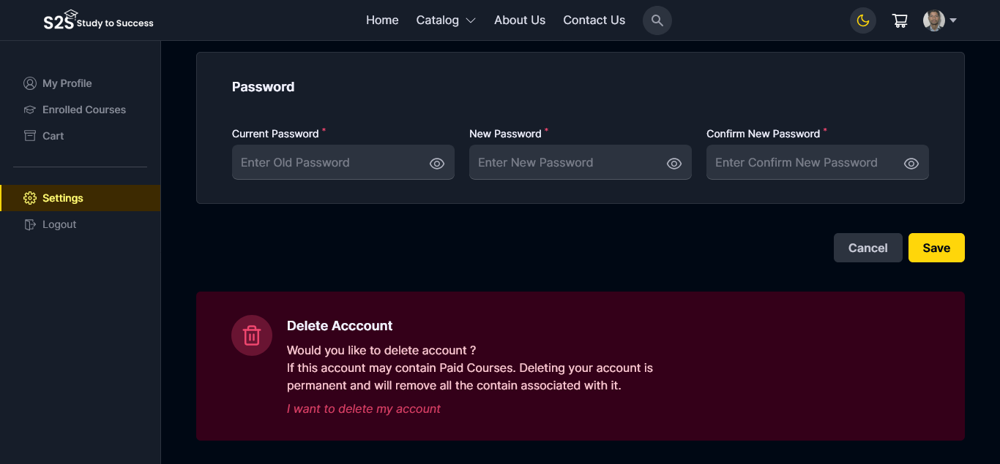 S2S Study to Success
Home Catalog About Us Contact Us
My Profile
Enrolled Courses
Cart
Settings
Logout
Password
Current Password * New Password * Confirm New Password *
Enter Old Password Enter New Password Enter Confirm New Password
Cancel Save
Delete Acccount
Would you like to delete account ?
If this account may contain Paid Courses. Deleting your account is
permanent and will remove all the contain associated with it.
I want to delete my account